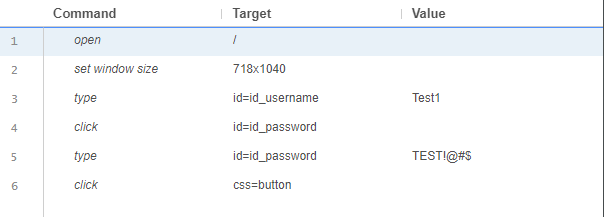 Command Target Value
1 open /
2 set window size 718x1040
3 type id=id_username Test1
4 click id=id_password
5 type id=id_password TEST!@#$
6 click css=button